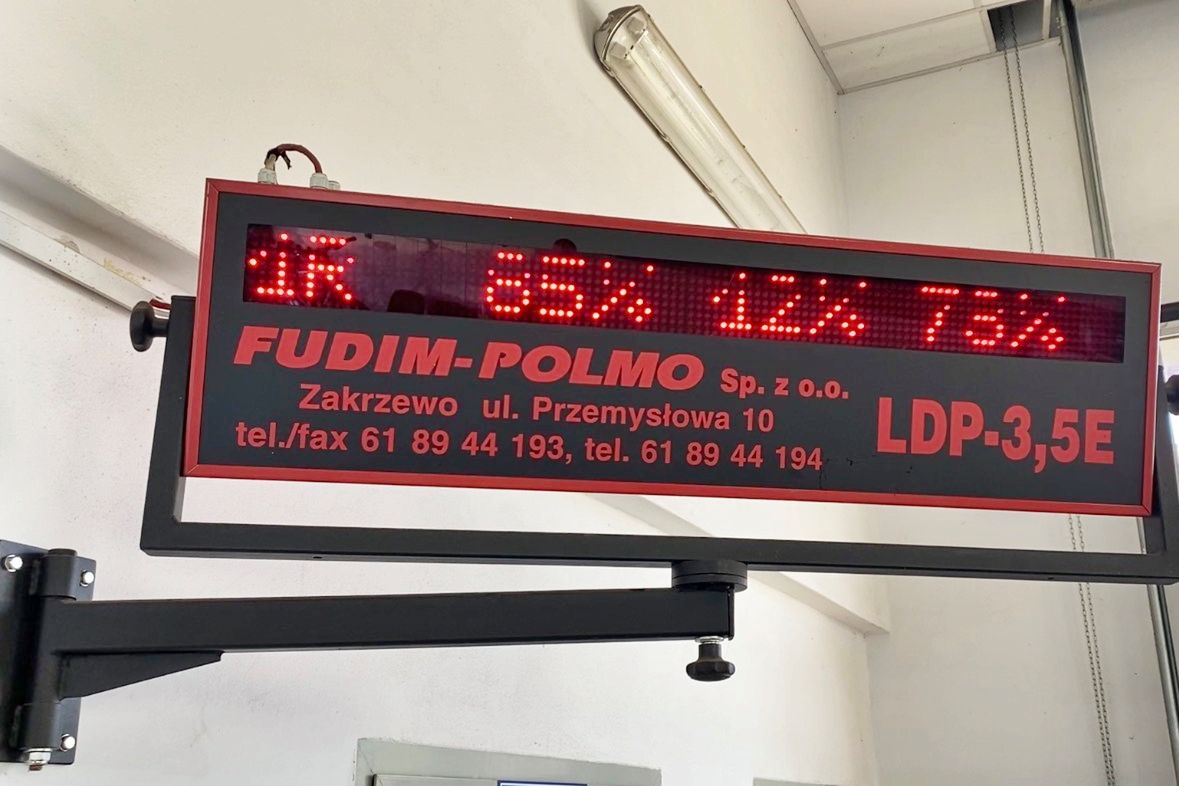 1R 65% 12% 73%
FUDIM-POLMO Sp. z o.o.
Zakrzewo ul. Przemysłowa 10
tel./fax 61 89 44 193, tel. 61 89 44 194
LDP-3,5E